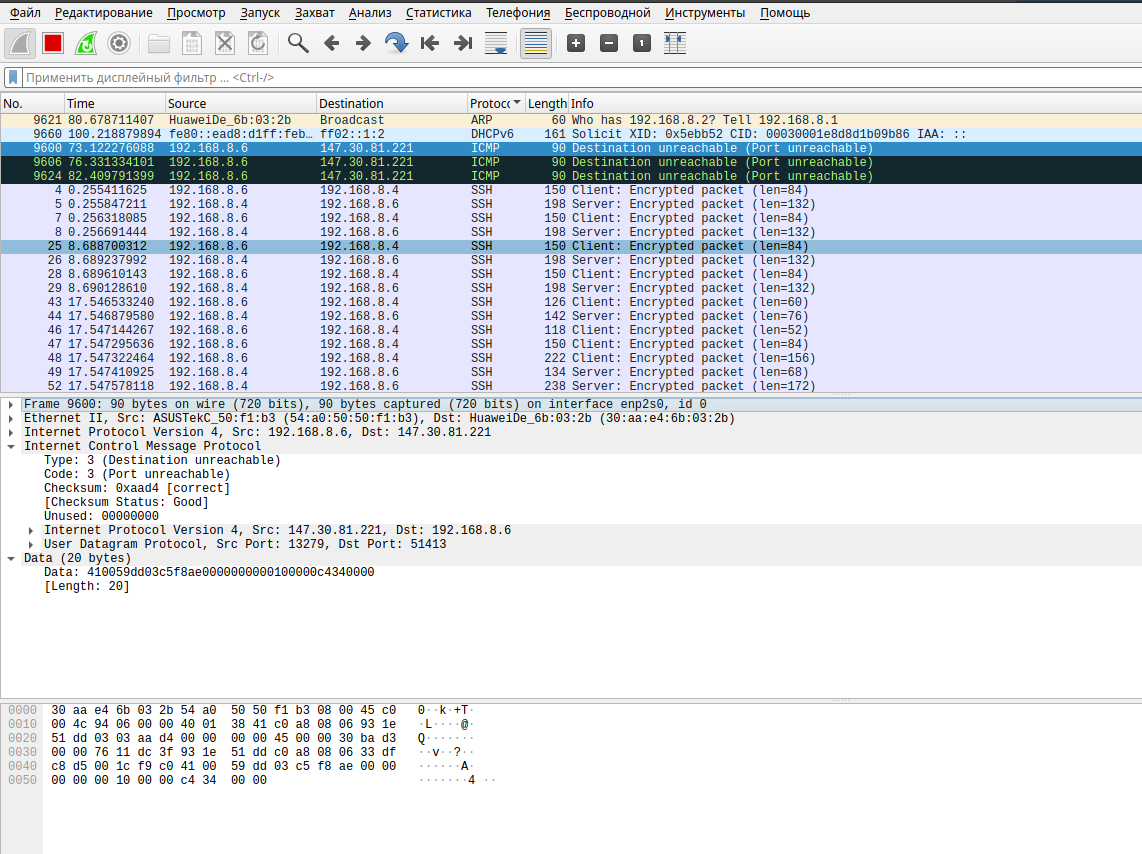 Файл Редактирование Просмотр Запуск Захват Анализ Статистика Телефония Беспроводной Инструменты Помощь
Применить дисплейный фильтр ... <Ctrl-/>
No. Time Source Destination Protoc Length Info
9621 80.678711407 HuaweiDe_6b:03:2b Broadcast ARP 60 Who has 192.168.8.2? Tell 192.168.8.1
9660 100.218879894 fe80::ead8:d1ff:feb… ff02::1:2 DHCPv6 161 Solicit XID: 0x5ebb52 CID: 00030001e8d8d1b09b86 IAA: ::
9600 73.122276088 192.168.8.6 147.30.81.221 ICMP 90 Destination unreachable (Port unreachable)
9606 76.331334101 192.168.8.6 147.30.81.221 ICMP 90 Destination unreachable (Port unreachable)
9624 82.409791399 192.168.8.6 147.30.81.221 ICMP 90 Destination unreachable (Port unreachable)
4 0.255411625 192.168.8.6 192.168.8.4 SSH 150 Client: Encrypted packet (len=84)
5 0.255847211 192.168.8.4 192.168.8.6 SSH 198 Server: Encrypted packet (len=132)
7 0.256318085 192.168.8.6 192.168.8.4 SSH 150 Client: Encrypted packet (len=84)
8 0.256691444 192.168.8.4 192.168.8.6 SSH 198 Server: Encrypted packet (len=132)
25 8.688700312 192.168.8.6 192.168.8.4 SSH 150 Client: Encrypted packet (len=84)
26 8.689237992 192.168.8.4 192.168.8.6 SSH 198 Server: Encrypted packet (len=132)
28 8.689610143 192.168.8.6 192.168.8.4 SSH 150 Client: Encrypted packet (len=84)
29 8.690128610 192.168.8.4 192.168.8.6 SSH 198 Server: Encrypted packet (len=132)
43 17.546533240 192.168.8.6 192.168.8.4 SSH 126 Client: Encrypted packet (len=60)
44 17.546879580 192.168.8.4 192.168.8.6 SSH 142 Server: Encrypted packet (len=76)
46 17.547144267 192.168.8.6 192.168.8.4 SSH 118 Client: Encrypted packet (len=52)
47 17.547295636 192.168.8.6 192.168.8.4 SSH 150 Client: Encrypted packet (len=84)
48 17.547322464 192.168.8.6 192.168.8.4 SSH 222 Client: Encrypted packet (len=156)
49 17.547410925 192.168.8.4 192.168.8.6 SSH 134 Server: Encrypted packet (len=68)
52 17.547578118 192.168.8.4 192.168.8.6 SSH 238 Server: Encrypted packet (len=172)
Frame 9600: 90 bytes on wire (720 bits), 90 bytes captured (720 bits) on interface enp2s0, id 0
Ethernet II, Src: ASUSTekC_50:f1:b3 (54:a0:50:50:f1:b3), Dst: HuaweiDe_6b:03:2b (30:aa:e4:6b:03:2b)
Internet Protocol Version 4, Src: 192.168.8.6, Dst: 147.30.81.221
Internet Control Message Protocol
Type: 3 (Destination unreachable)
Code: 3 (Port unreachable)
Checksum: 0xaad4 [correct]
[Checksum Status: Good]
Unused: 00000000
Internet Protocol Version 4, Src: 147.30.81.221, Dst: 192.168.8.6
User Datagram Protocol, Src Port: 13279, Dst Port: 51413
Data (20 bytes)
Data: 410059dd03c5f8ae0000000000100000c4340000
[Length: 20]
0000 30 aa e4 6b 03 2b 54 a0 50 50 f1 b3 08 00 45 c0 0··k·+T·
0010 00 4c 94 06 00 00 40 01 38 41 c0 a8 08 06 93 1e ·L····@·
0020 51 dd 03 03 aa d4 00 00 00 00 45 00 00 30 ba d3 Q·······
0030 00 00 76 11 dc 3f 93 1e 51 dd c0 a8 08 06 33 df ··v··?··
0040 c8 d5 00 1c f9 c0 41 00 59 dd 03 c5 f8 ae 00 00 ······A·
0050 00 00 00 10 00 00 c4 34 00 00 ·······4 ··